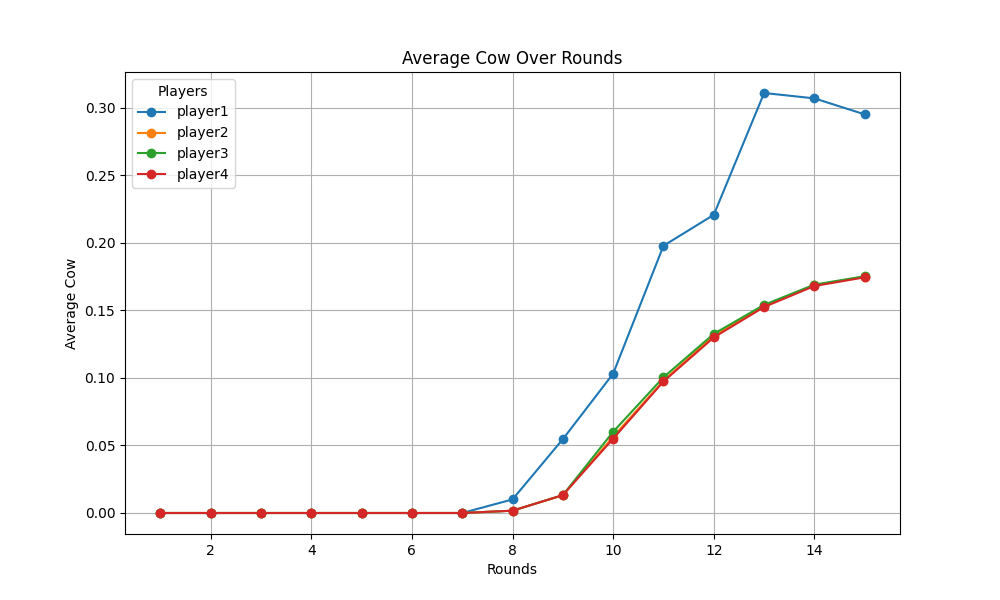 Average Cow Over Rounds
Players
player1
player2
player3
player4
Average Cow
0.30
0.25
0.20
0.15
0.10
0.05
0.00
2 4 6 8 10 12 14
Rounds